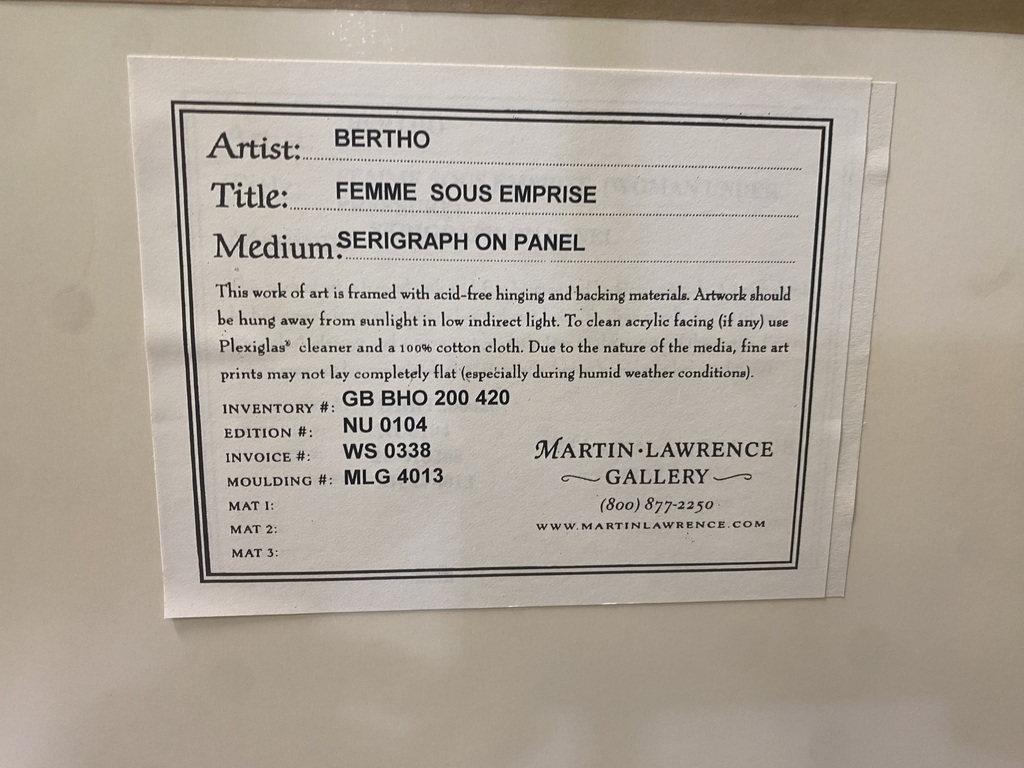 Artist: BERTHO
Title: FEMME SOUS EMPRISE
Medium: SERIGRAPH ON PANEL
This work of art is framed with acid-free hinging and backing materials. Artwork should
be hung away from sunlight in low indirect light. To clean acrylic facing (if any) use
Plexiglas® cleaner and a 100% cotton cloth. Due to the nature of the media, fine art
prints may not lay completely flat (especially during humid weather conditions).
INVENTORY #: GB BHO 200 420
EDITION #: NU 0104
INVOICE #: WS 0338
MOULDING #: MLG 4013
MAT 1:
MAT 2:
MAT 3:
MARTIN·LAWRENCE
GALLERY
(800) 877-2250
WWW.MARTINLAWRENCE.COM